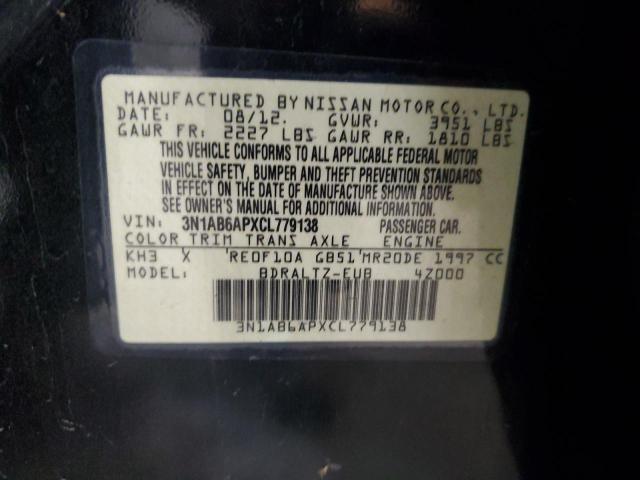 MANUFACTURED BY NISSAN MOTOR CO., LTD.
DATE: 08/12. GVWR: 3951 LBS
GAWR FR: 2227 LBS GAWR RR: 1810 LBS
THIS VEHICLE CONFORMS TO ALL APPLICABLE FEDERAL MOTOR
VEHICLE SAFETY, BUMPER AND THEFT PREVENTION STANDARDS
IN EFFECT ON THE DATE OF MANUFACTURE SHOWN ABOVE.
SEE OWNER'S MANUAL FOR ADDITIONAL INFORMATION.
VIN: 3N1AB6APXCL779138 PASSENGER CAR.
COLOR TRIM TRANS AXLE ENGINE
KH3 X RE0F10A GB51 MR20DE 1997 CC
MODEL: BDRALTZ-EUB 4Z000
3N1AB6APXCL779138